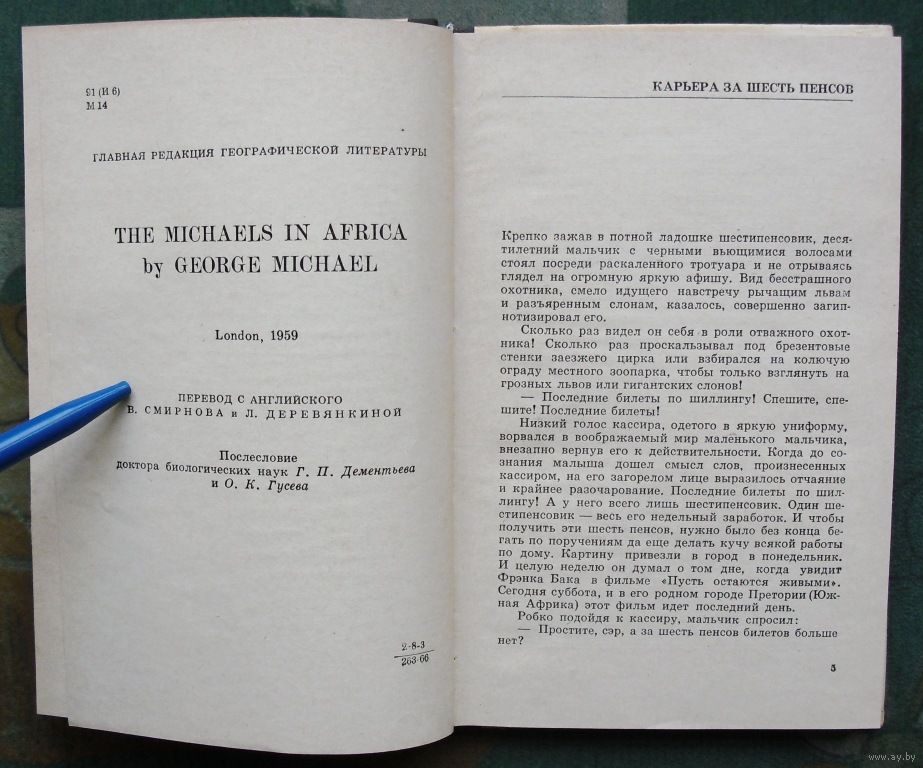 91 (И 6)
М 14
ГЛАВНАЯ РЕДАКЦИЯ ГЕОГРАФИЧЕСКОЙ ЛИТЕРАТУРЫ
THE MICHAELS IN AFRICA
by GEORGE MICHAEL
London, 1959
ПЕРЕВОД С АНГЛИЙСКОГО
В. СМИРНОВА и Л. ДЕРЕВЯНКИНОЙ
Послесловие
доктора биологических наук Г. П. Дементьева
и О. К. Гусева
2-8-3
263-66
КАРЬЕРА ЗА ШЕСТЬ ПЕНСОВ
Крепко зажав в потной ладошке шестипенсовик, деся-
тилетний мальчик с черными вьющимися волосами
стоял посреди раскаленного тротуара и не отрываясь
глядел на огромную яркую афишу. Вид бесстрашного
охотника, смело идущего навстречу рычащим львам
и разъяренным слонам, казалось, совершенно загип-
нотизировал его.
Сколько раз видел он себя в роли отважного охот-
ника! Сколько раз проскальзывал под брезентовые
стенки заезжего цирка или взбирался на колючую
ограду местного зоопарка, чтобы только взглянуть на
грозных львов или гигантских слонов!
— Последние билеты по шиллингу! Спешите, спе-
шите! Последние билеты!
Низкий голос кассира, одетого в яркую униформу,
ворвался в воображаемый мир маленького мальчика,
внезапно вернув его к действительности. Когда до со-
знания малыша дошел смысл слов, произнесенных
кассиром, на его загорелом лице выразилось отчаяние
и крайнее разочарование. Последние билеты по шил-
лингу! А у него всего лишь шестипенсовик. Один ше-
стипенсовик — весь его недельный заработок. И чтобы
получить эти шесть пенсов, нужно было без конца бе-
гать по поручениям да еще делать кучу всякой работы
по дому. Картину привезли в город в понедельник.
И целую неделю он думал о том дне, когда увидит
Фрэнка Бака в фильме «Пусть остаются живыми».
Сегодня суббота, и в его родном городе Претории (Юж-
ная Африка) этот фильм идет последний день.
Робко подойдя к кассиру, мальчик спросил:
— Простите, сэр, а за шесть пенсов билетов больше
нет?
5
www.ay.by